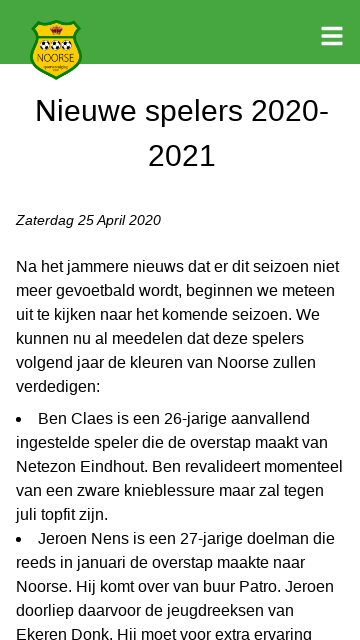 NOORSE
Nieuwe spelers 2020-
2021
Zaterdag 25 April 2020
Na het jammere nieuws dat er dit seizoen niet
meer gevoetbald wordt, beginnen we meteen
uit te kijken naar het komende seizoen. We
kunnen nu al meedelen dat deze spelers
volgend jaar de kleuren van Noorse zullen
verdedigen:
• Ben Claes is een 26-jarige aanvallend
ingestelde speler die de overstap maakt van
Netezon Eindhout. Ben revalideert momenteel
van een zware knieblessure maar zal tegen
juli topfit zijn.
• Jeroen Nens is een 27-jarige doelman die
reeds in januari de overstap maakte naar
Noorse. Hij komt over van buur Patro. Jeroen
doorliep daarvoor de jeugdreeksen van
Ekeren Donk. Hij moet voor extra ervaring